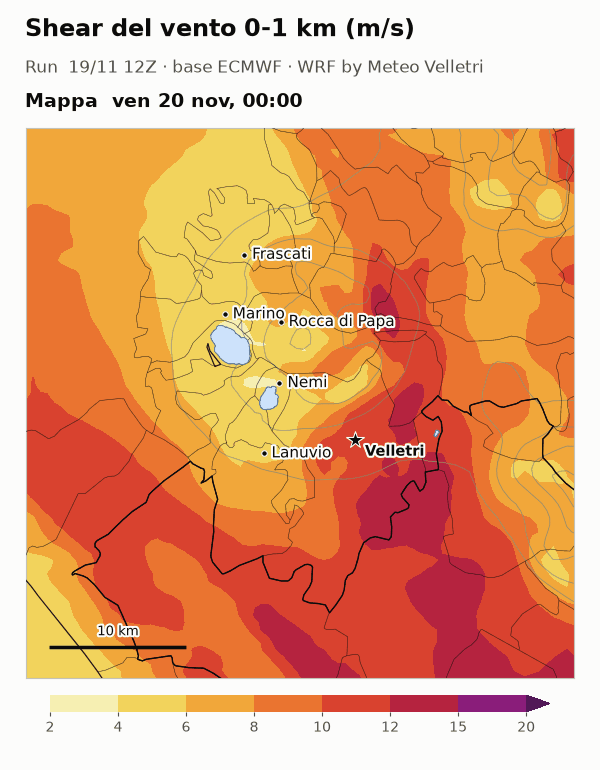 Shear del vento 0-1 km (m/s)
Run 19/11 12Z · base ECMWF · WRF by Meteo Velletri
Mappa ven 20 nov, 00:00
Frascati
Marino
Rocca di Papa
Nemi
Velletri
Lanuvio
10 km
2 4 6 8 10 12 15 20